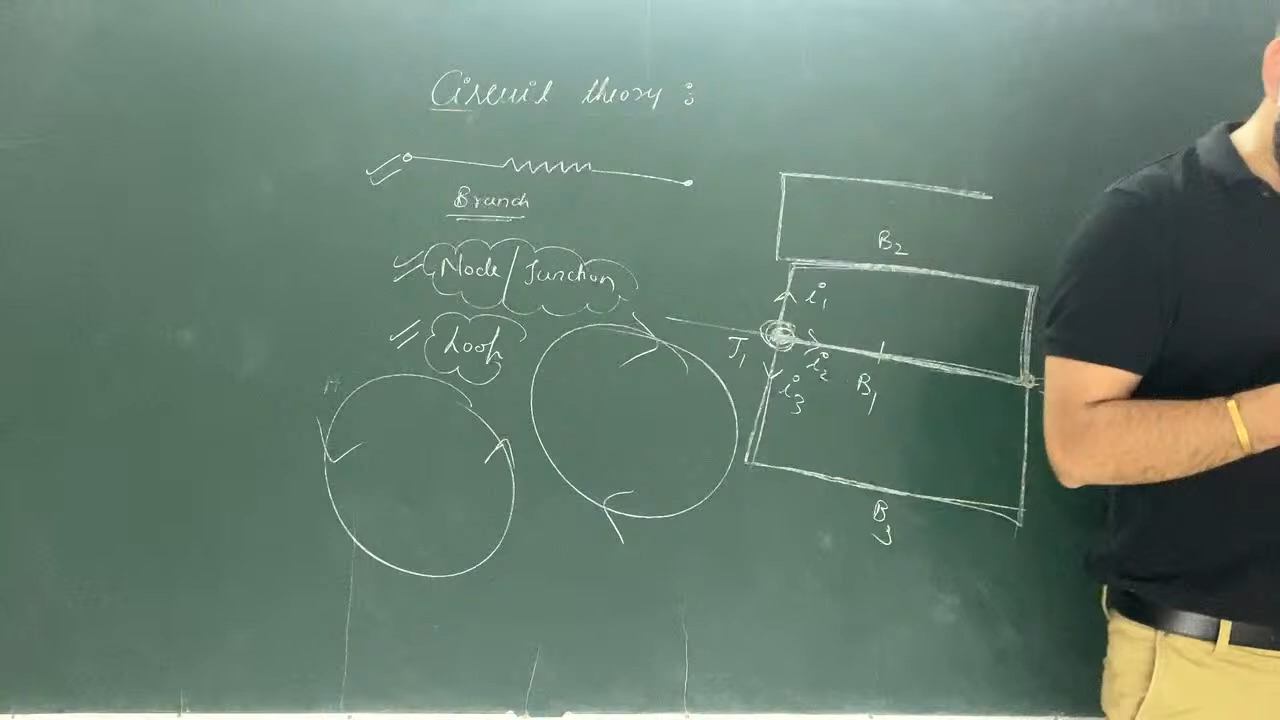 Circuit theory :
Branch
Node / Junction
Loop
B2
i1
J1
i2
B1
i3
B3